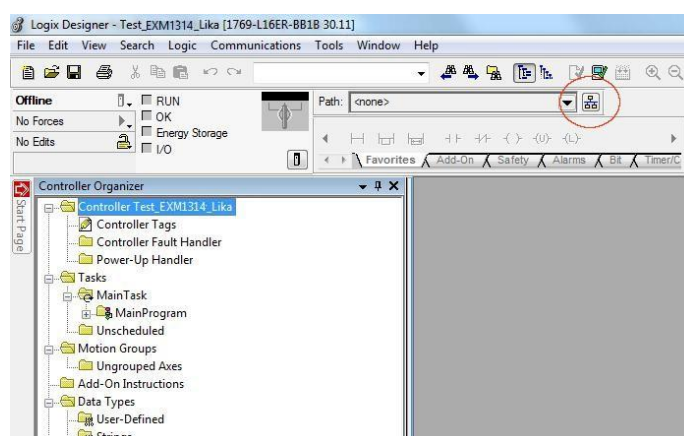 Logix Designer - Test_EXM1314_Lika [1769-L16ER-BB1B 30.11]
File Edit View Search Logic Communications Tools Window Help
Offline
RUN
No Forces
OK
No Edits
Energy Storage
I/O
Path: <none>
Favorites Add-On Safety Alarms Bit Timer/C
Start Page
Controller Organizer
Controller Test_EXM1314_Lika
Controller Tags
Controller Fault Handler
Power-Up Handler
Tasks
MainTask
MainProgram
Unscheduled
Motion Groups
Ungrouped Axes
Add-On Instructions
Data Types
User-Defined
Strings